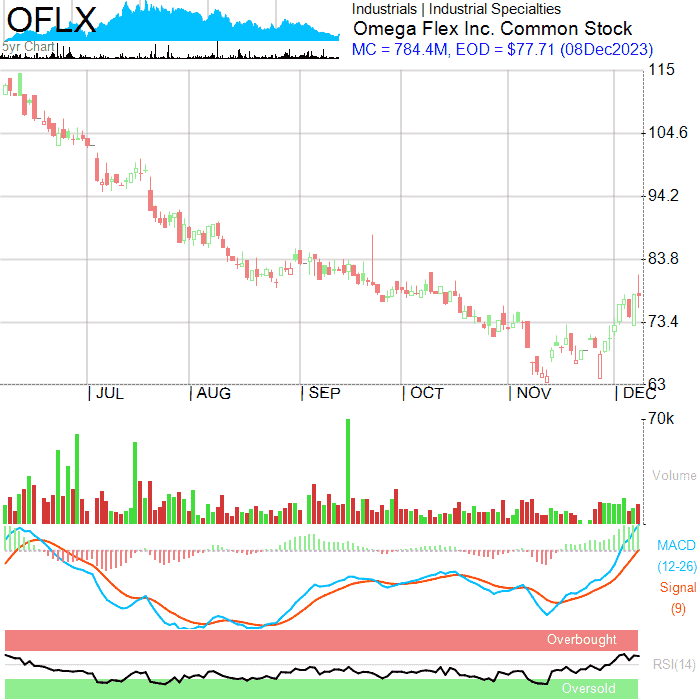 OFLX
5yr Chart
Industrials | Industrial Specialties
Omega Flex Inc. Common Stock
MC = 784.4M, EOD = $77.71 (08Dec2023)
115
104.6
94.2
83.8
73.4
63
JUL
AUG
SEP
OCT
NOV
DEC
70k
Volume
MACD
(12-26)
Signal
(9)
Overbought
RSI(14)
Oversold